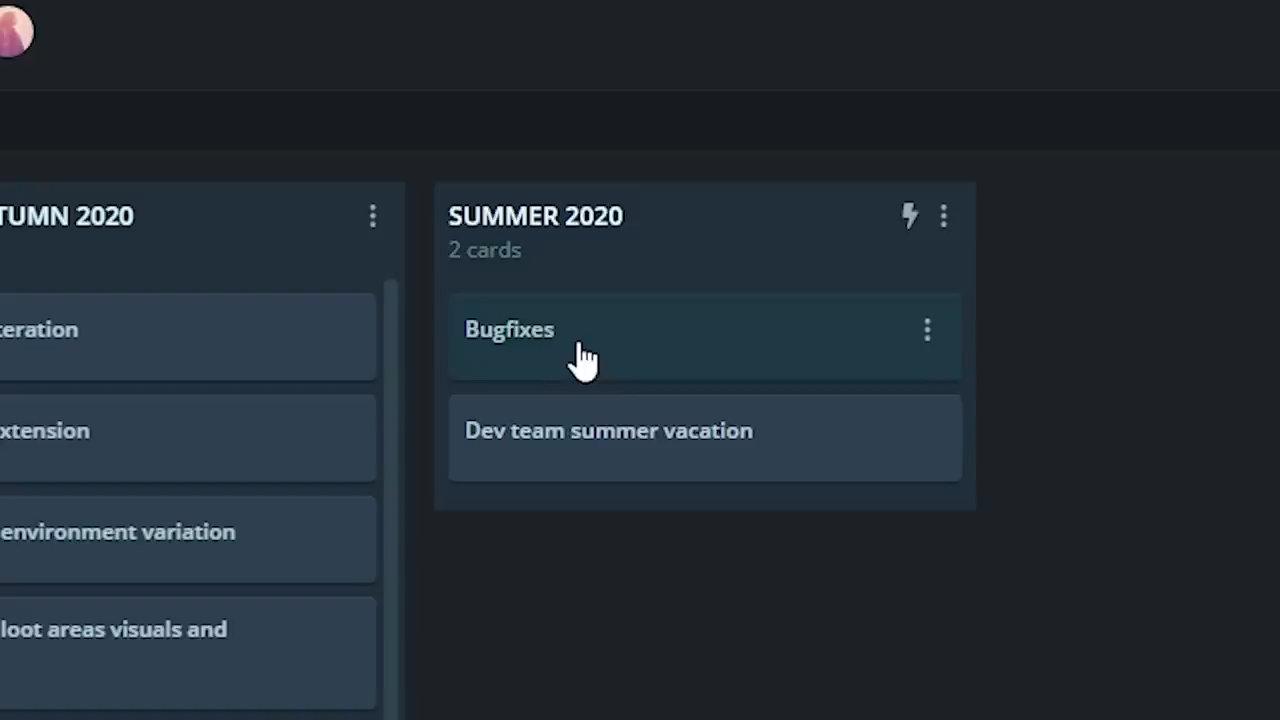 TUMN 2020
teration
xtension
environment variation
loot areas visuals and
SUMMER 2020
2 cards
Bugfixes
Dev team summer vacation